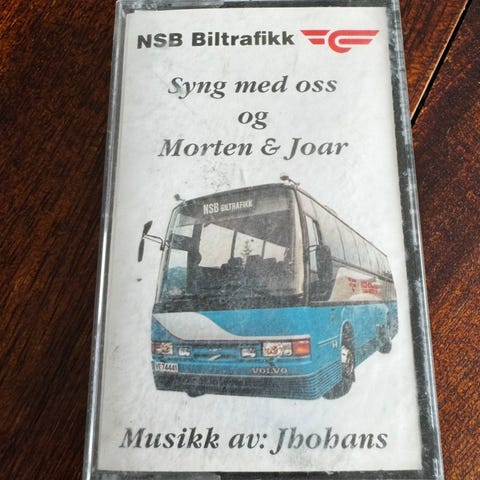 NSB Biltrafikk
Syng med oss
og
Morten & Joar
NSB BILTRAFIKK
VOLVO
Musikk av: Jhohans